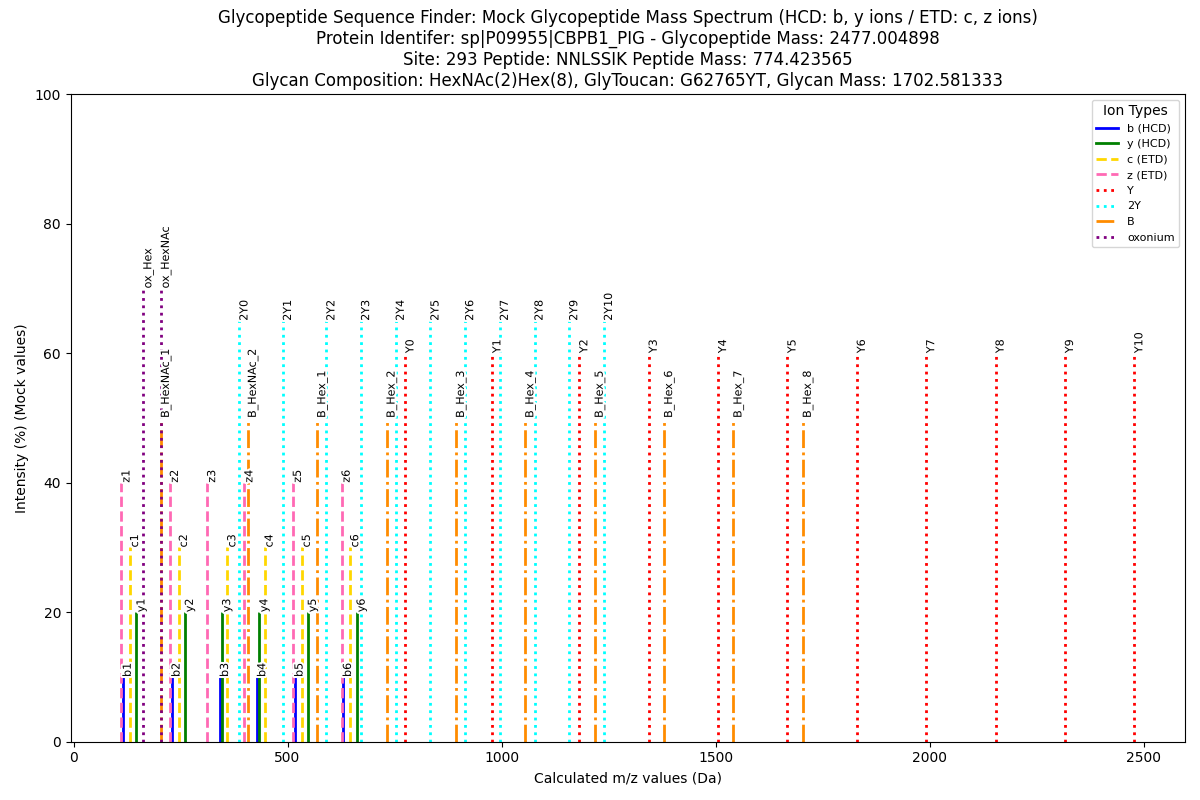 Glycopeptide Sequence Finder: Mock Glycopeptide Mass Spectrum (HCD: b, y ions / ETD: c, z ions)
Protein Identifer: sp|P09955|CBPB1_PIG - Glycopeptide Mass: 2477.004898
Site: 293 Peptide: NNLSSIK Peptide Mass: 774.423565
Glycan Composition: HexNAc(2)Hex(8), GlyToucan: G62765YT, Glycan Mass: 1702.581333
Ion Types
b (HCD)
y (HCD)
c (ETD)
z (ETD)
Y
2Y
B
oxonium
Intensity (%) (Mock values)
100
80
60
40
20
0
ox_Hex
ox_HexNAc
2Y0
2Y1
2Y2
2Y3
2Y4
2Y5
2Y6
2Y7
2Y8
2Y9
2Y10
Y0
Y1
Y2
Y3
Y4
Y5
Y6
Y7
Y8
Y9
Y10
B_HexNAc_1
B_HexNAc_2
B_Hex_1
B_Hex_2
B_Hex_3
B_Hex_4
B_Hex_5
B_Hex_6
B_Hex_7
B_Hex_8
z1
z2
z3
z4
z5
z6
c1
c2
c3
c4
c5
c6
y1
y2
y3
y4
y5
y6
b1
b2
b3
b4
b5
b6
0
500
1000
1500
2000
2500
Calculated m/z values (Da)